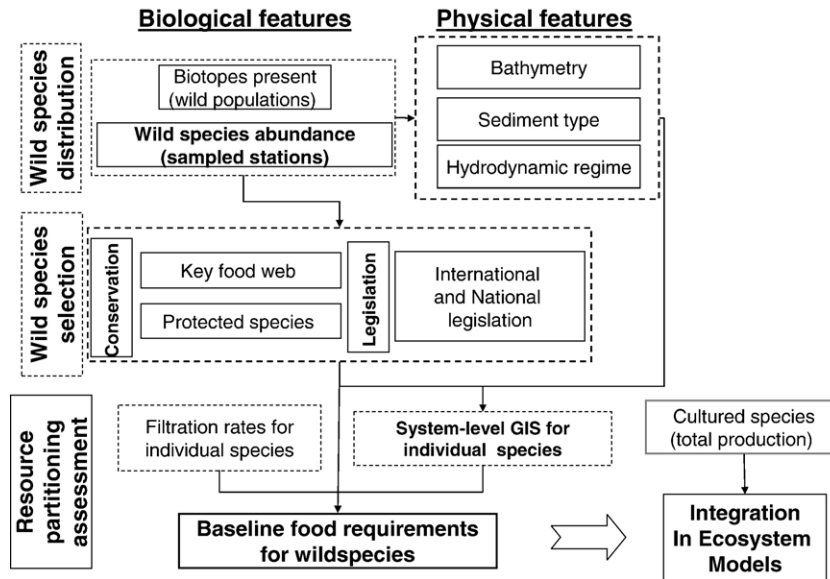 Biological features
Physical features
Wild species
distribution
Biotopes present
(wild populations)
Wild species abundance
(sampled stations)
Bathymetry
Sediment type
Hydrodynamic regime
Wild species
selection
Conservation
Key food web
Protected species
Legislation
International
and National
legislation
Resource
partitioning
assessment
Filtration rates for
individual species
System-level GIS for
individual species
Cultured species
(total production)
Baseline food requirements
for wildspecies
Integration
In Ecosystem
Models